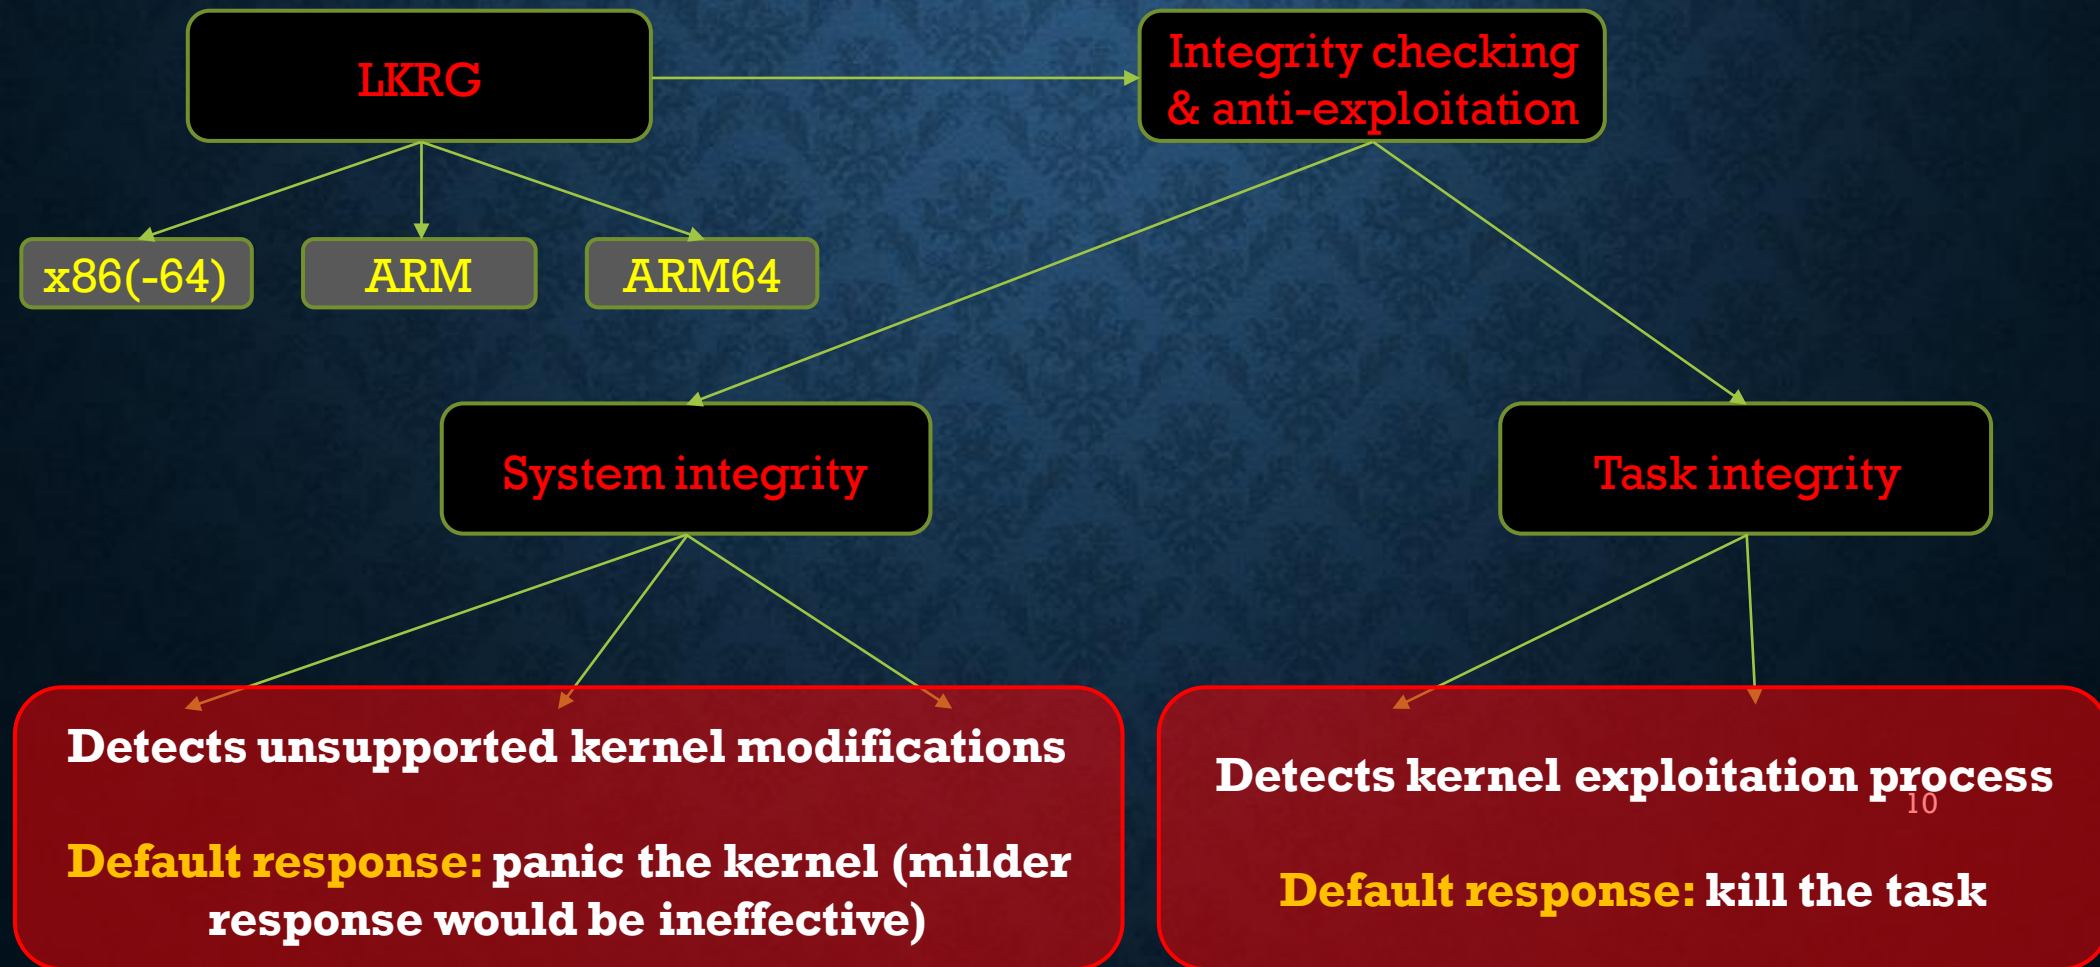 LKRG
Integrity checking
& anti-exploitation
x86(-64)
ARM
ARM64
System integrity
Task integrity
Detects unsupported kernel modifications
Default response: panic the kernel (milder
response would be ineffective)
Detects kernel exploitation process
10
Default response: kill the task